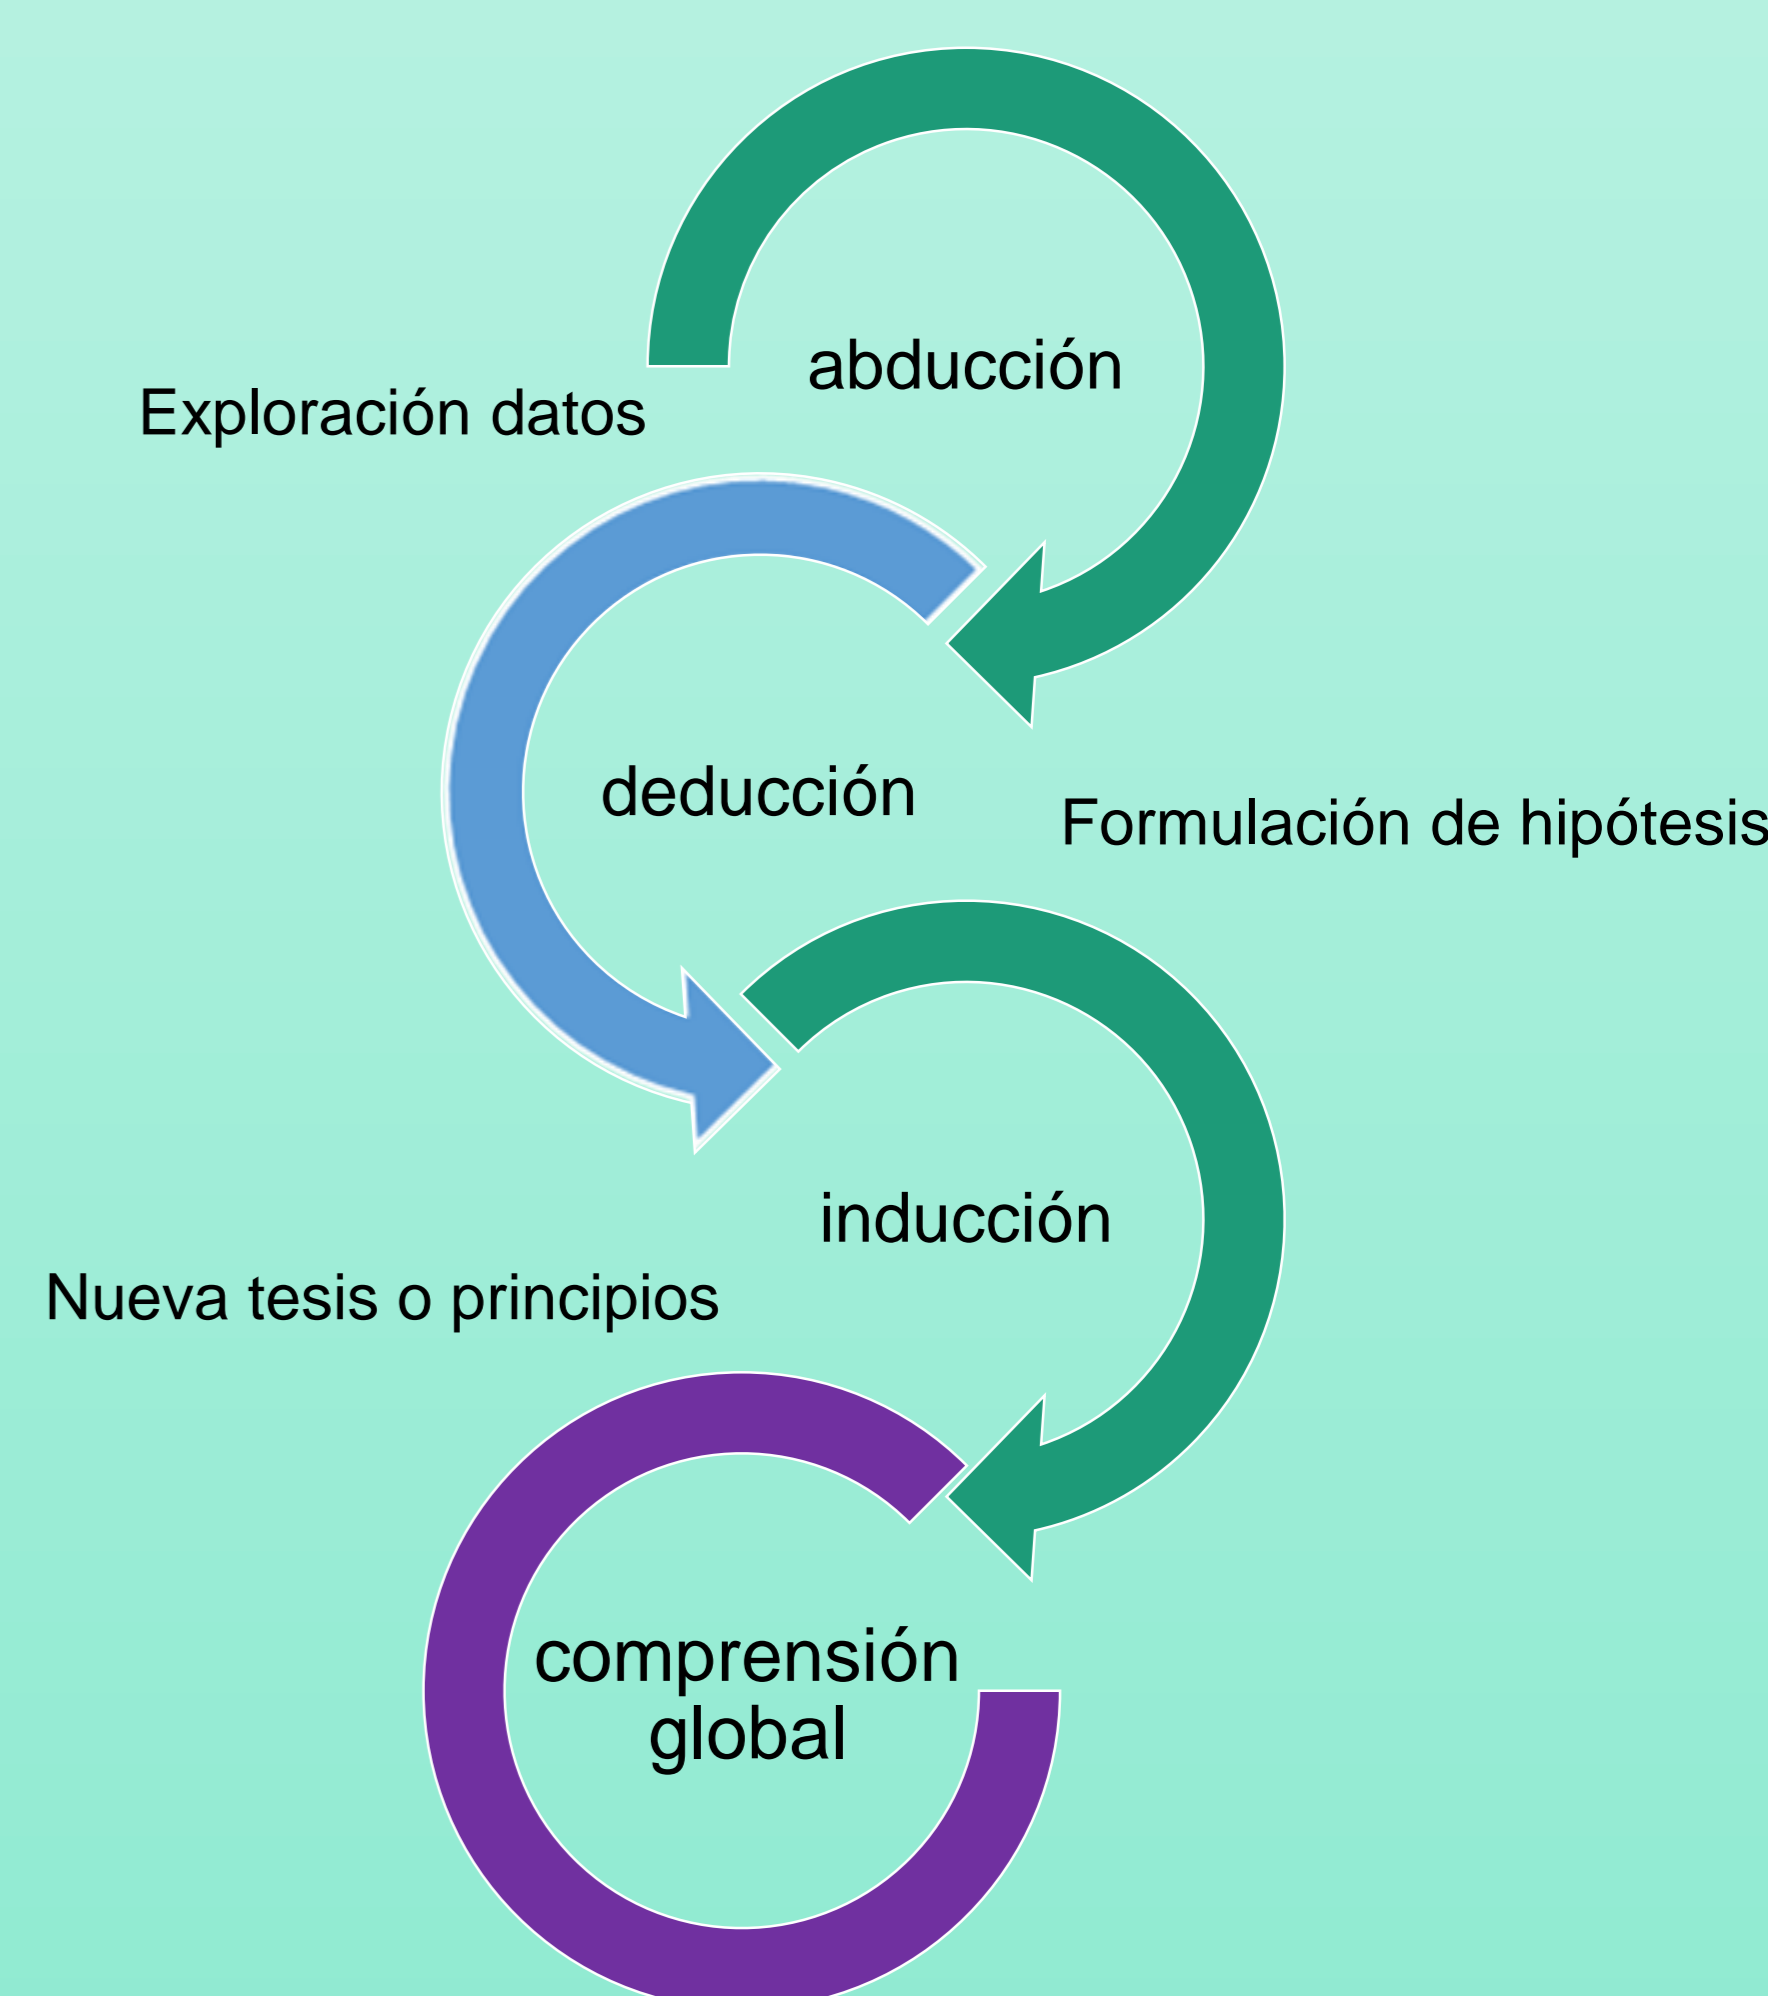 abducción
Exploración datos
deducción
Formulación de hipótesis
inducción
Nueva tesis o principios
comprensión
global